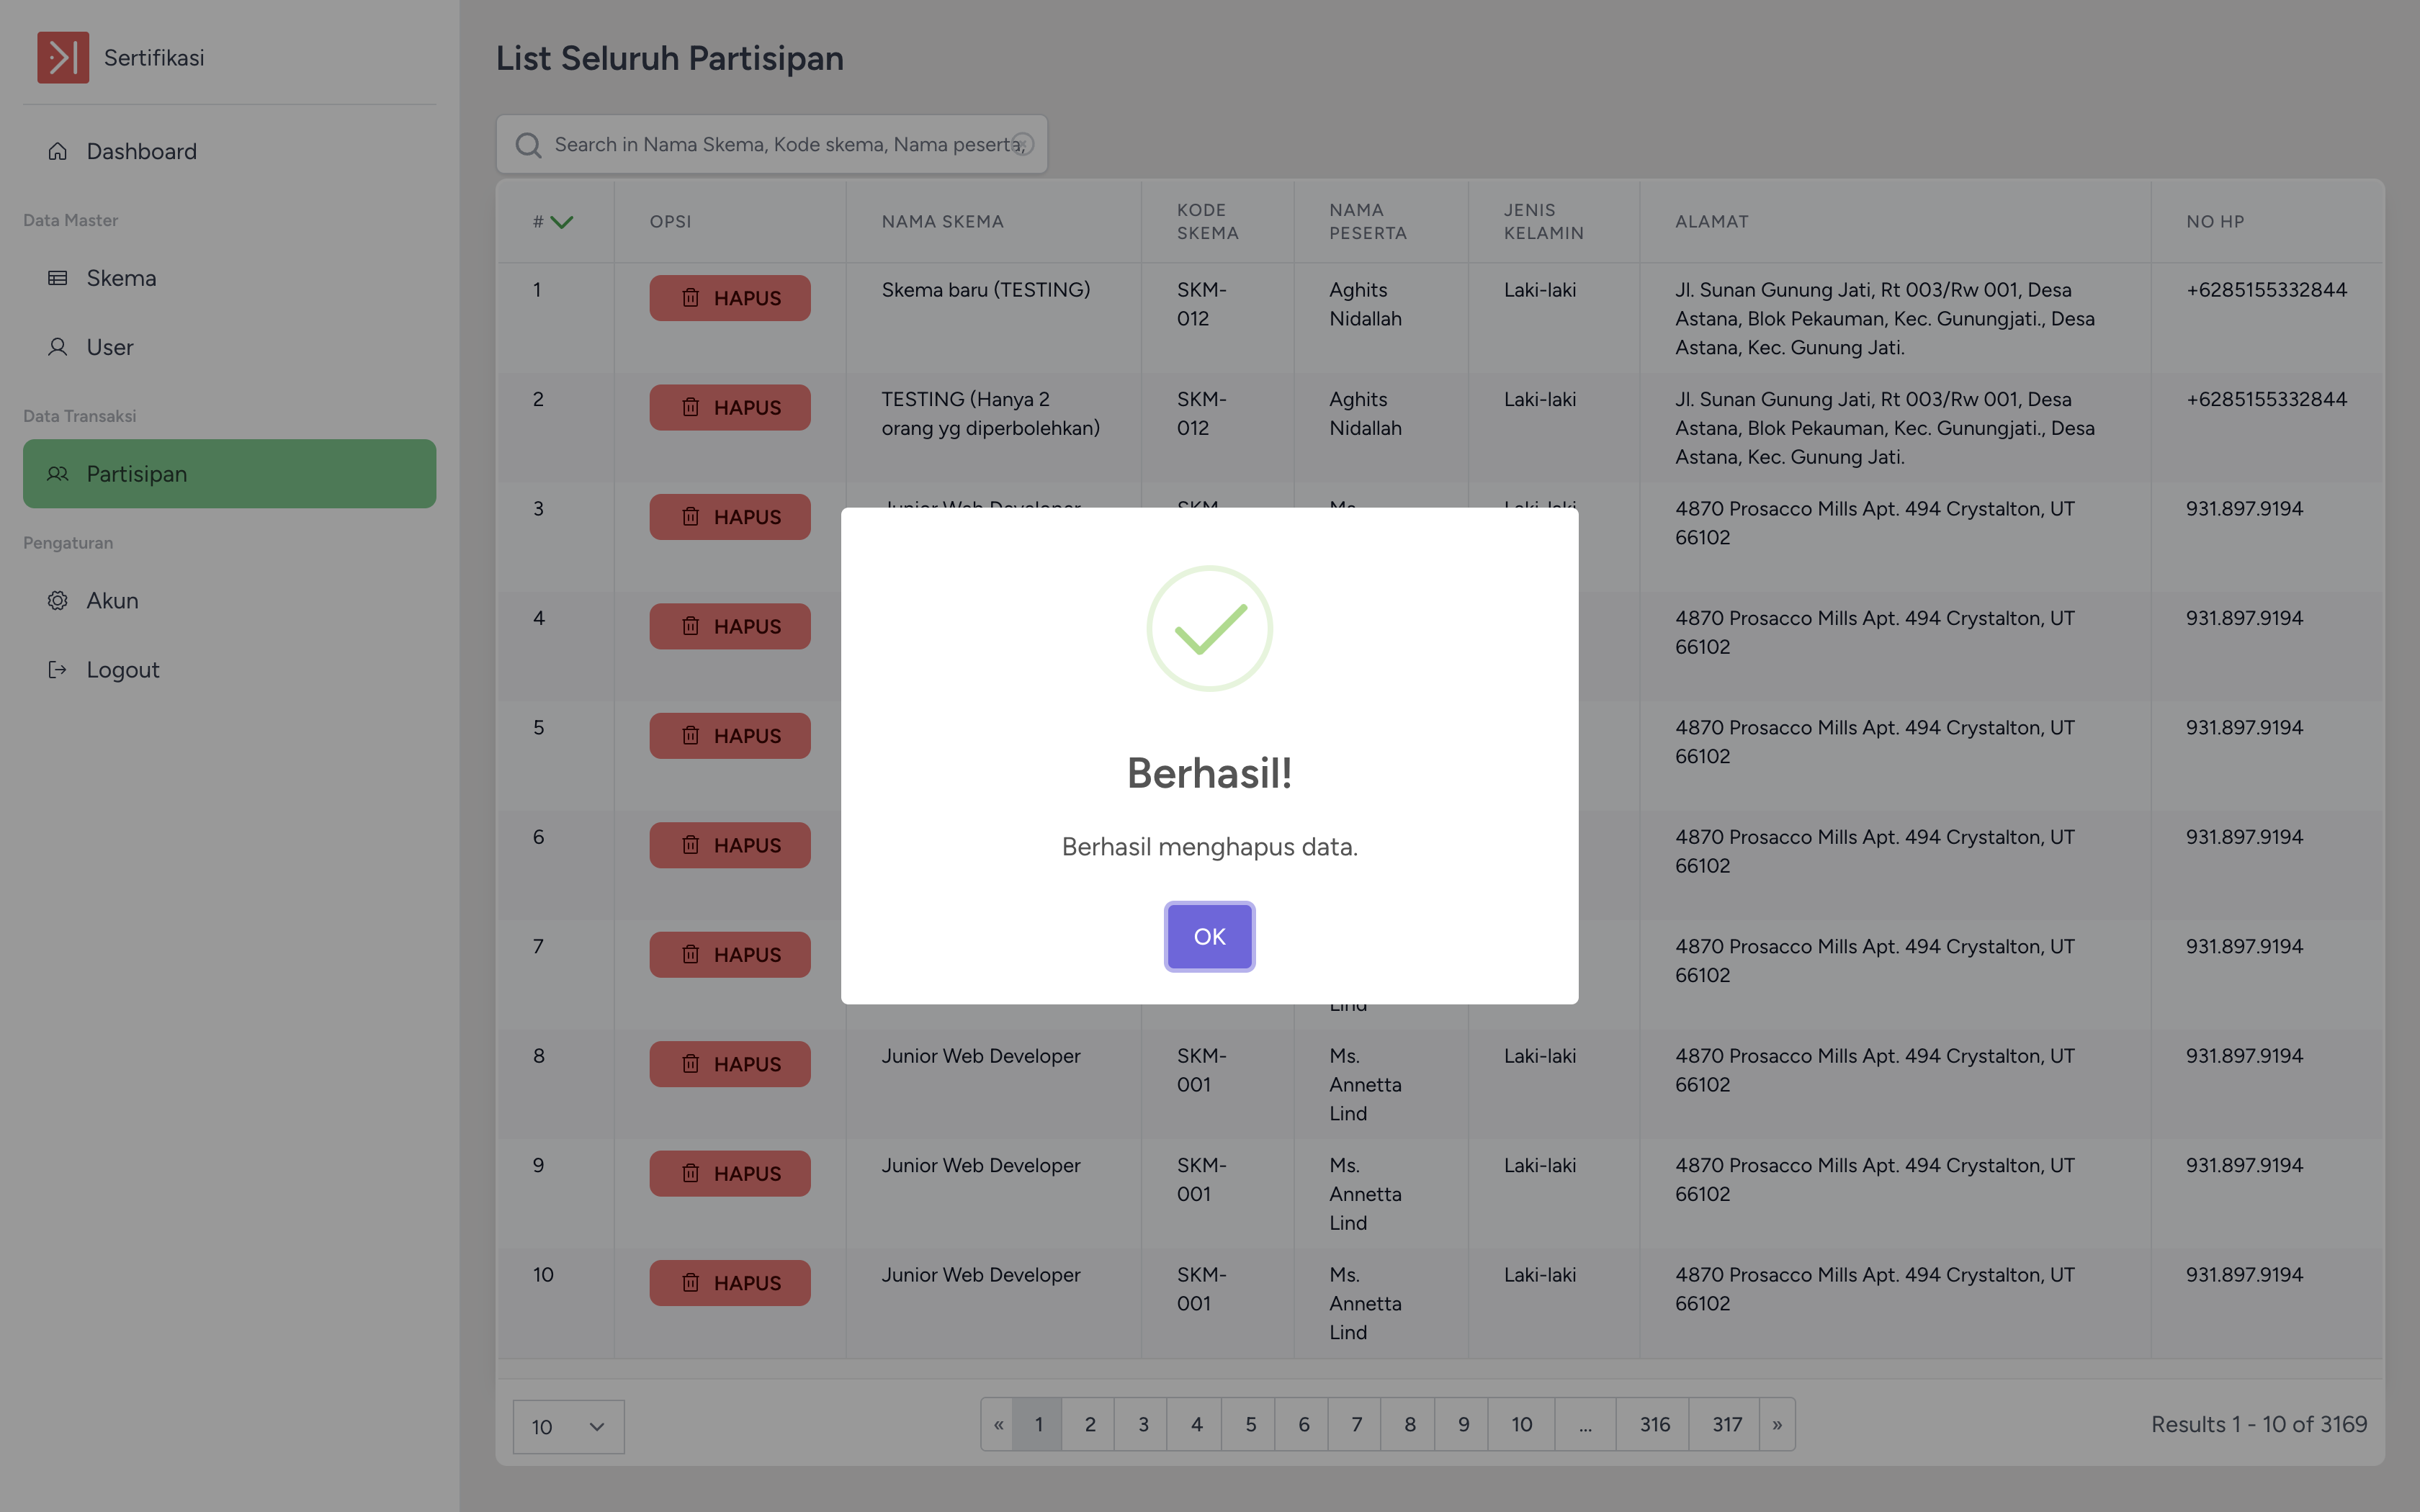 Sertifikasi
Dashboard
Data Master
Skema
User
Data Transaksi
Partisipan
Pengaturan
Akun
Logout
List Seluruh Partisipan
Search in Nama Skema, Kode skema, Nama peserta,
#
OPSI
NAMA SKEMA
KODE
SKEMA
NAMA
PESERTA
JENIS
KELAMIN
ALAMAT
NO HP
1
HAPUS
Skema baru (TESTING)
SKM-
012
Aghits
Nidallah
Laki-laki
Jl. Sunan Gunung Jati, Rt 003/Rw 001, Desa
Astana, Blok Pekauman, Kec. Gunungjati., Desa
Astana, Kec. Gunung Jati.
+6285155332844
2
HAPUS
TESTING (Hanya 2
orang yg diperbolehkan)
SKM-
012
Aghits
Nidallah
Laki-laki
Jl. Sunan Gunung Jati, Rt 003/Rw 001, Desa
Astana, Blok Pekauman, Kec. Gunungjati., Desa
Astana, Kec. Gunung Jati.
+6285155332844
3
HAPUS
Junior Web Developer
SKM-
Ms.
Laki-laki
4870 Prosacco Mills Apt. 494 Crystalton, UT
66102
931.897.9194
4
HAPUS
4870 Prosacco Mills Apt. 494 Crystalton, UT
66102
931.897.9194
5
HAPUS
4870 Prosacco Mills Apt. 494 Crystalton, UT
66102
931.897.9194
6
HAPUS
4870 Prosacco Mills Apt. 494 Crystalton, UT
66102
931.897.9194
7
HAPUS
Lind
4870 Prosacco Mills Apt. 494 Crystalton, UT
66102
931.897.9194
Berhasil!
Berhasil menghapus data.
OK
8
HAPUS
Junior Web Developer
SKM-
001
Ms.
Annetta
Lind
Laki-laki
4870 Prosacco Mills Apt. 494 Crystalton, UT
66102
931.897.9194
9
HAPUS
Junior Web Developer
SKM-
001
Ms.
Annetta
Lind
Laki-laki
4870 Prosacco Mills Apt. 494 Crystalton, UT
66102
931.897.9194
10
HAPUS
Junior Web Developer
SKM-
001
Ms.
Annetta
Lind
Laki-laki
4870 Prosacco Mills Apt. 494 Crystalton, UT
66102
931.897.9194
10
« 1 2 3 4 5 6 7 8 9 10 ... 316 317 »
Results 1 - 10 of 3169